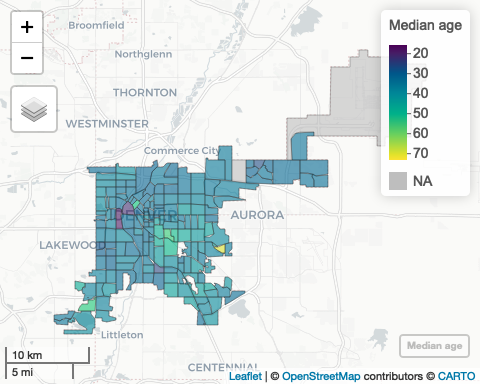 +
−
Broomfield
Northglenn
THORNTON
WESTMINSTER
Commerce City
DENVER
AURORA
LAKEWOOD
Littleton
CENTENNIAL
Median age
20
30
40
50
60
70
NA
Median age
10 km
5 mi
Leaflet | © OpenStreetMap contributors © CARTO